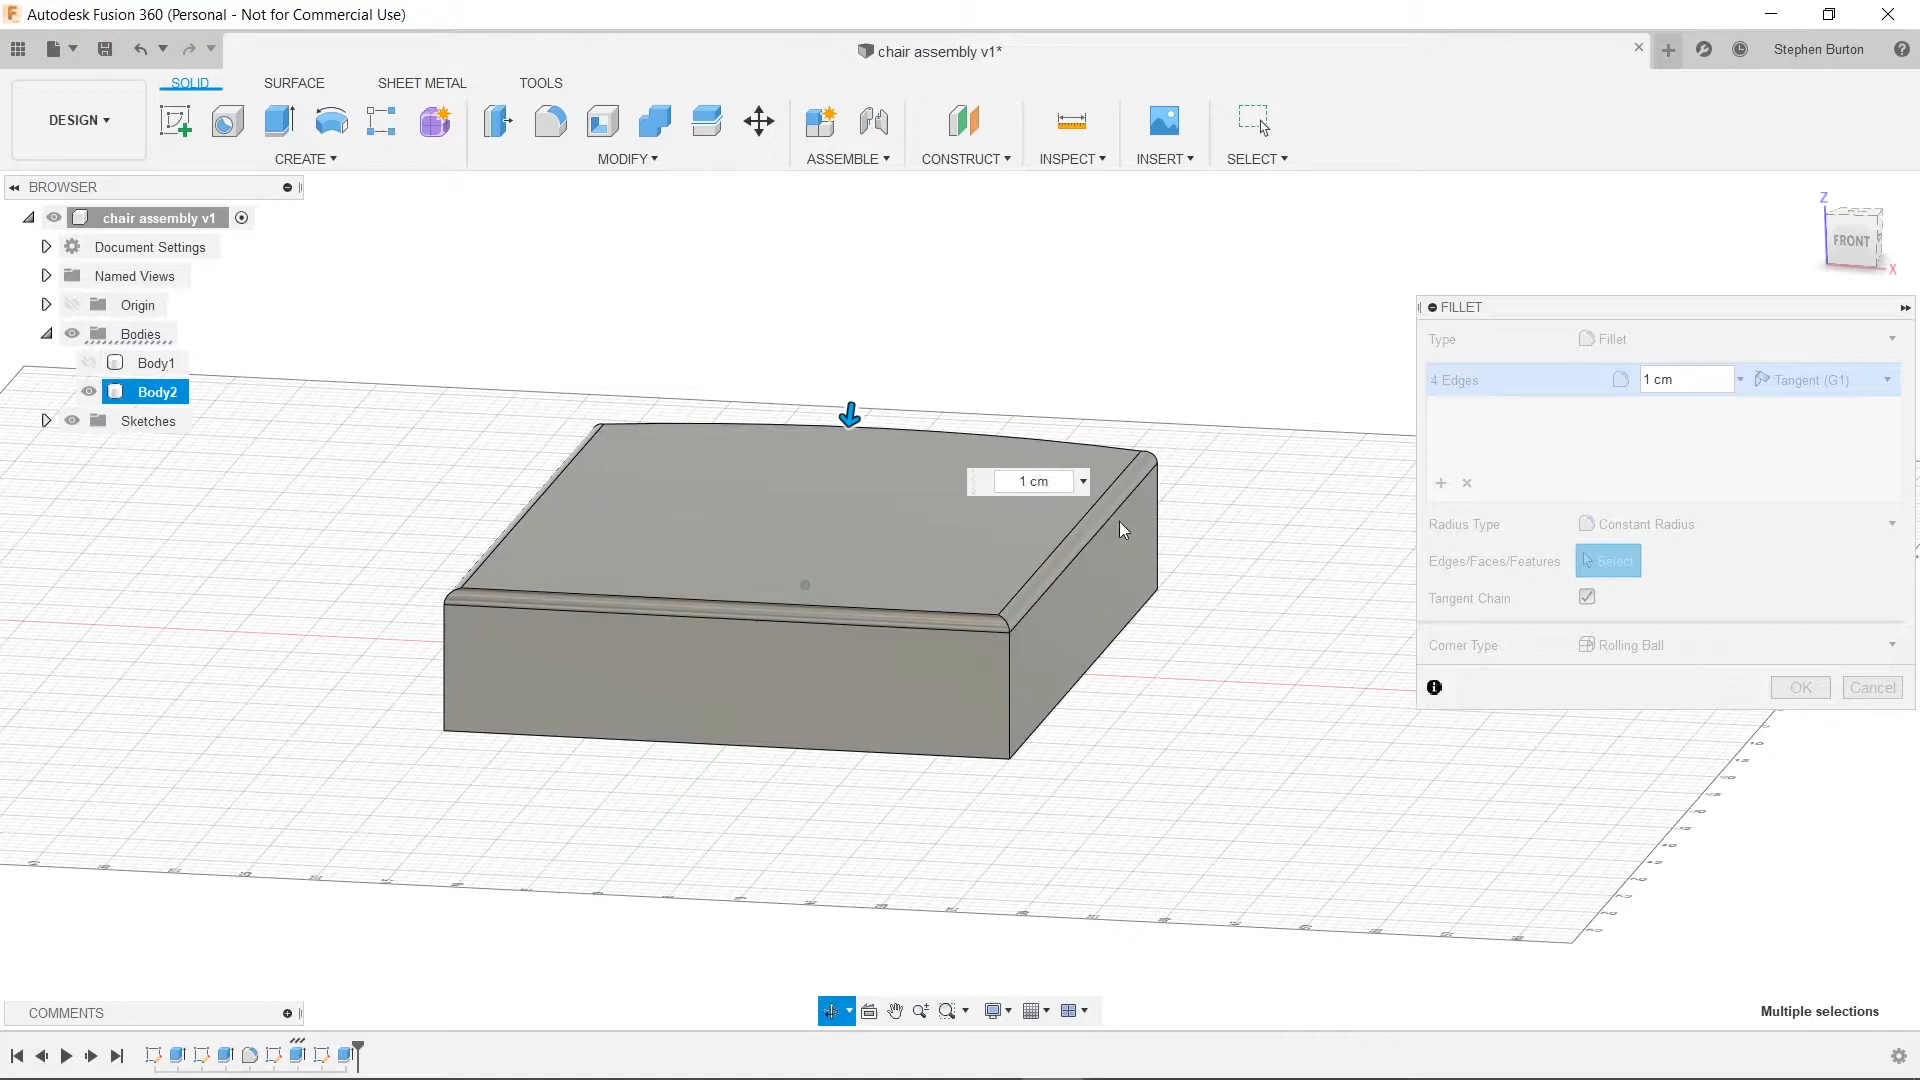 Autodesk Fusion 360 (Personal - Not for Commercial Use)
chair assembly v1*
Stephen Burton
SOLID
SURFACE
SHEET METAL
TOOLS
DESIGN
CREATE
MODIFY
ASSEMBLE
CONSTRUCT
INSPECT
INSERT
SELECT
BROWSER
chair assembly v1
Document Settings
Named Views
Origin
Bodies
Body1
Body2
Sketches
Z
FRONT
X
FILLET
Type
Fillet
4 Edges
1 cm
Tangent (G1)
Radius Type
Constant Radius
Edges/Faces/Features
Select
Tangent Chain
Corner Type
Rolling Ball
OK
Cancel
1 cm
COMMENTS
Multiple selections